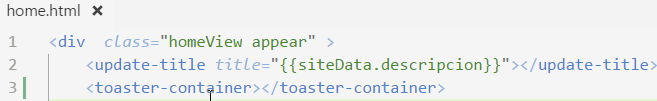 home.html ×
1 <div  class="homeView appear" >
2 <update-title title="{{siteData.descripcion}}"></update-title>
3 <toaster-container></toaster-container>